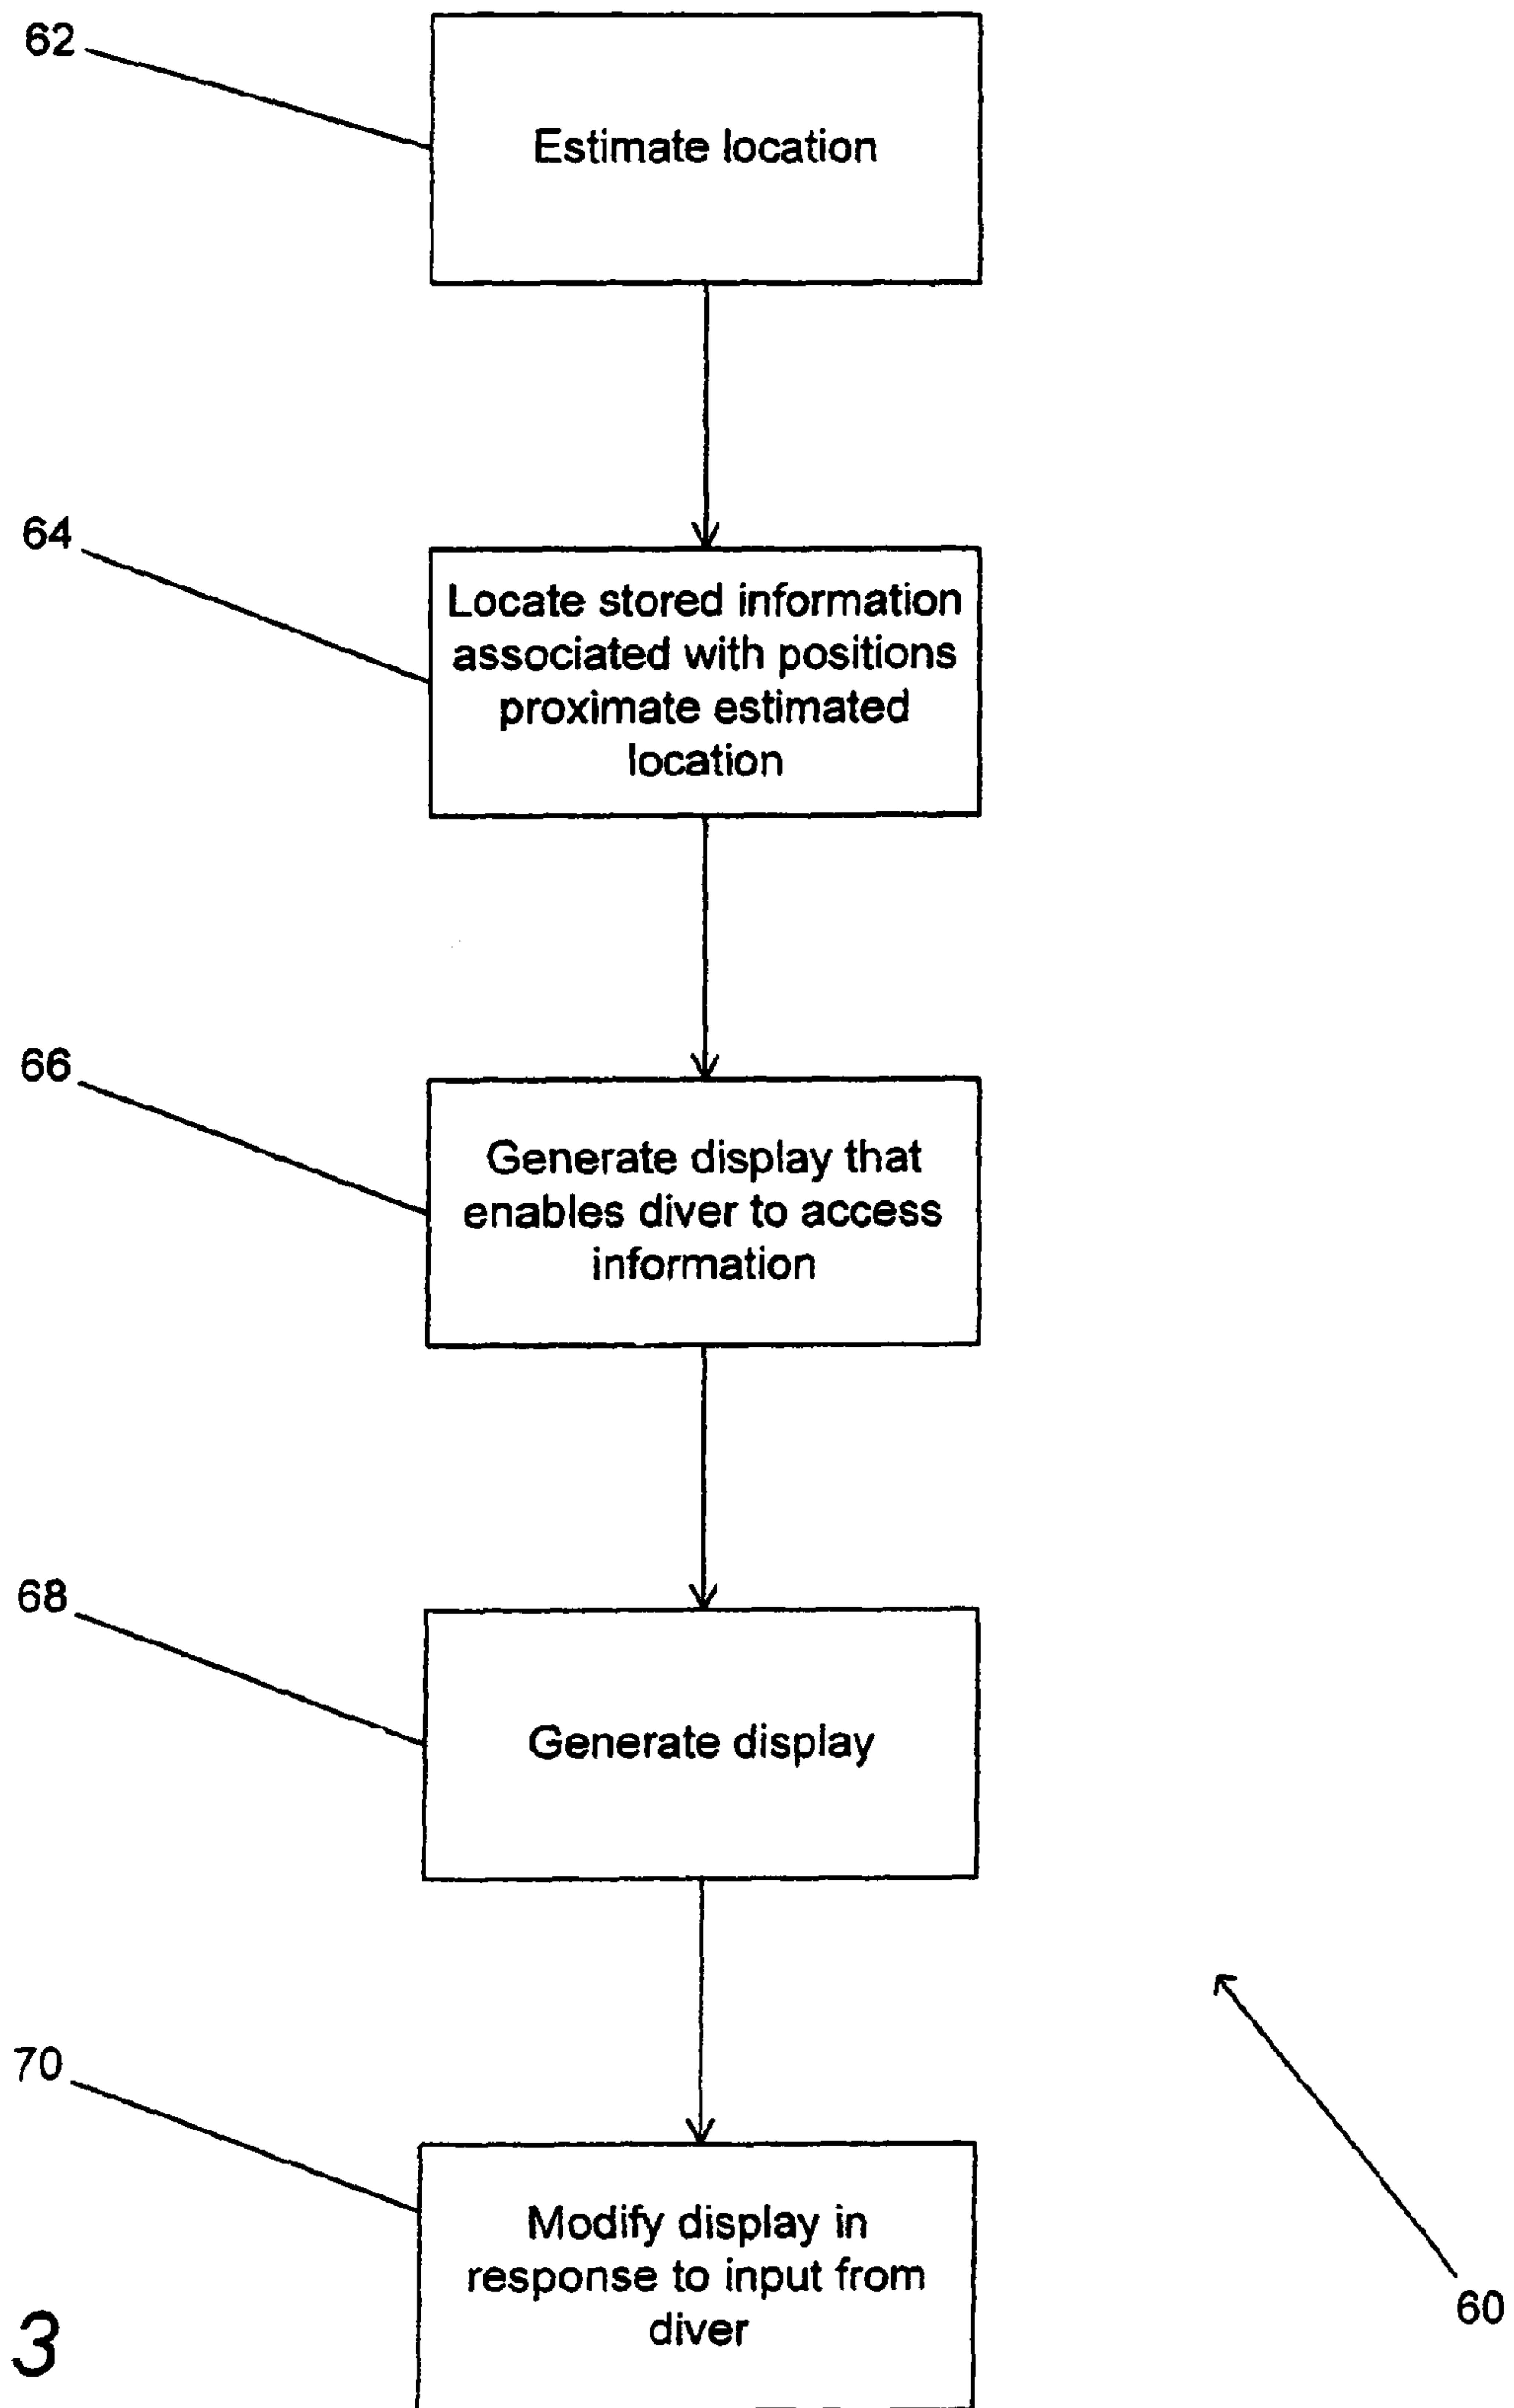 62
Estimate location
64
Locate stored information
associated with positions
proximate estimated
location
66
Generate display that
enables diver to access
information
68
Generate display
70
Modify display in
response to input from
diver
60
3